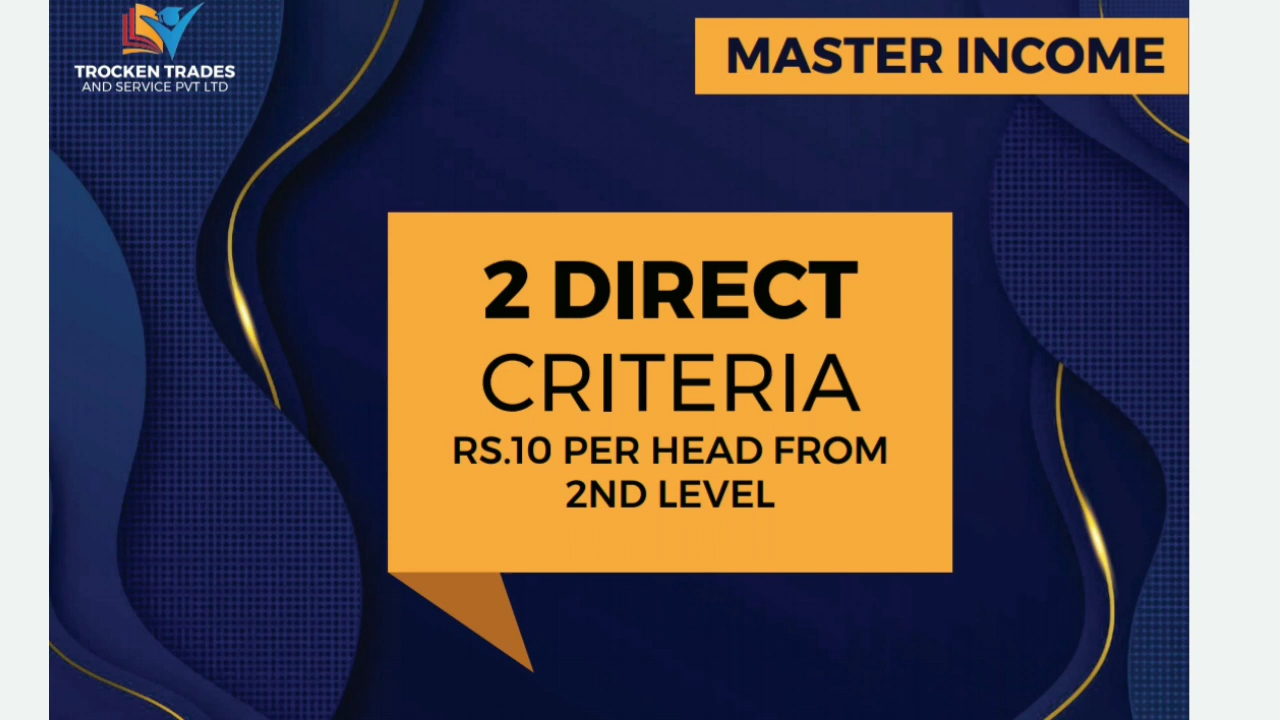 TROCKEN TRADES
AND SERVICE PVT LTD
MASTER INCOME
2 DIRECT
CRITERIA
RS.10 PER HEAD FROM
2ND LEVEL